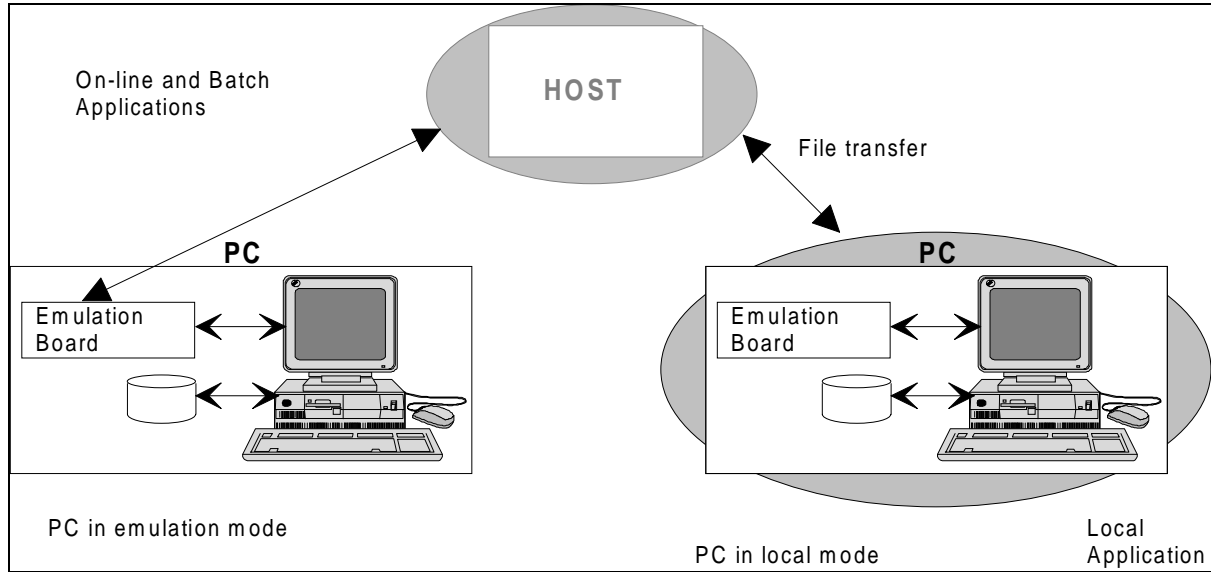 On-line and Batch
Applications
HOST
File transfer
PC
Emulation
Board
PC
Emulation
Board
PC in emulation mode
PC in local mode
Local
Application